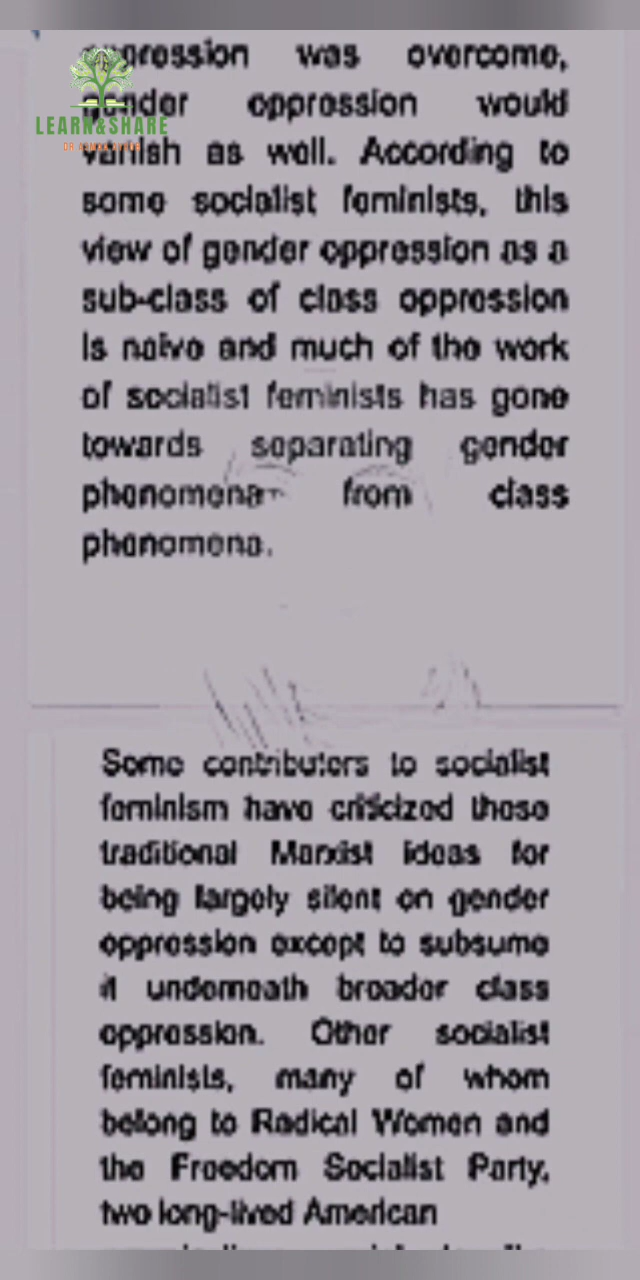 oppression was overcome,
gender oppression would
LEARN&SHARE
vanish as well. According to
some socialist feminists, this
view of gender oppression as a
sub-class of class oppression
is naive and much of the work
of socialist feminists has gone
towards separating gender
phenomena from class
phenomena.
Some contributers to socialist
feminism have criticized these
traditional Marxist ideas for
being largely silent on gender
oppression except to subsume
it underneath broader class
oppression. Other socialist
feminists, many of whom
belong to Radical Women and
the Freedom Socialist Party,
two long-lived American